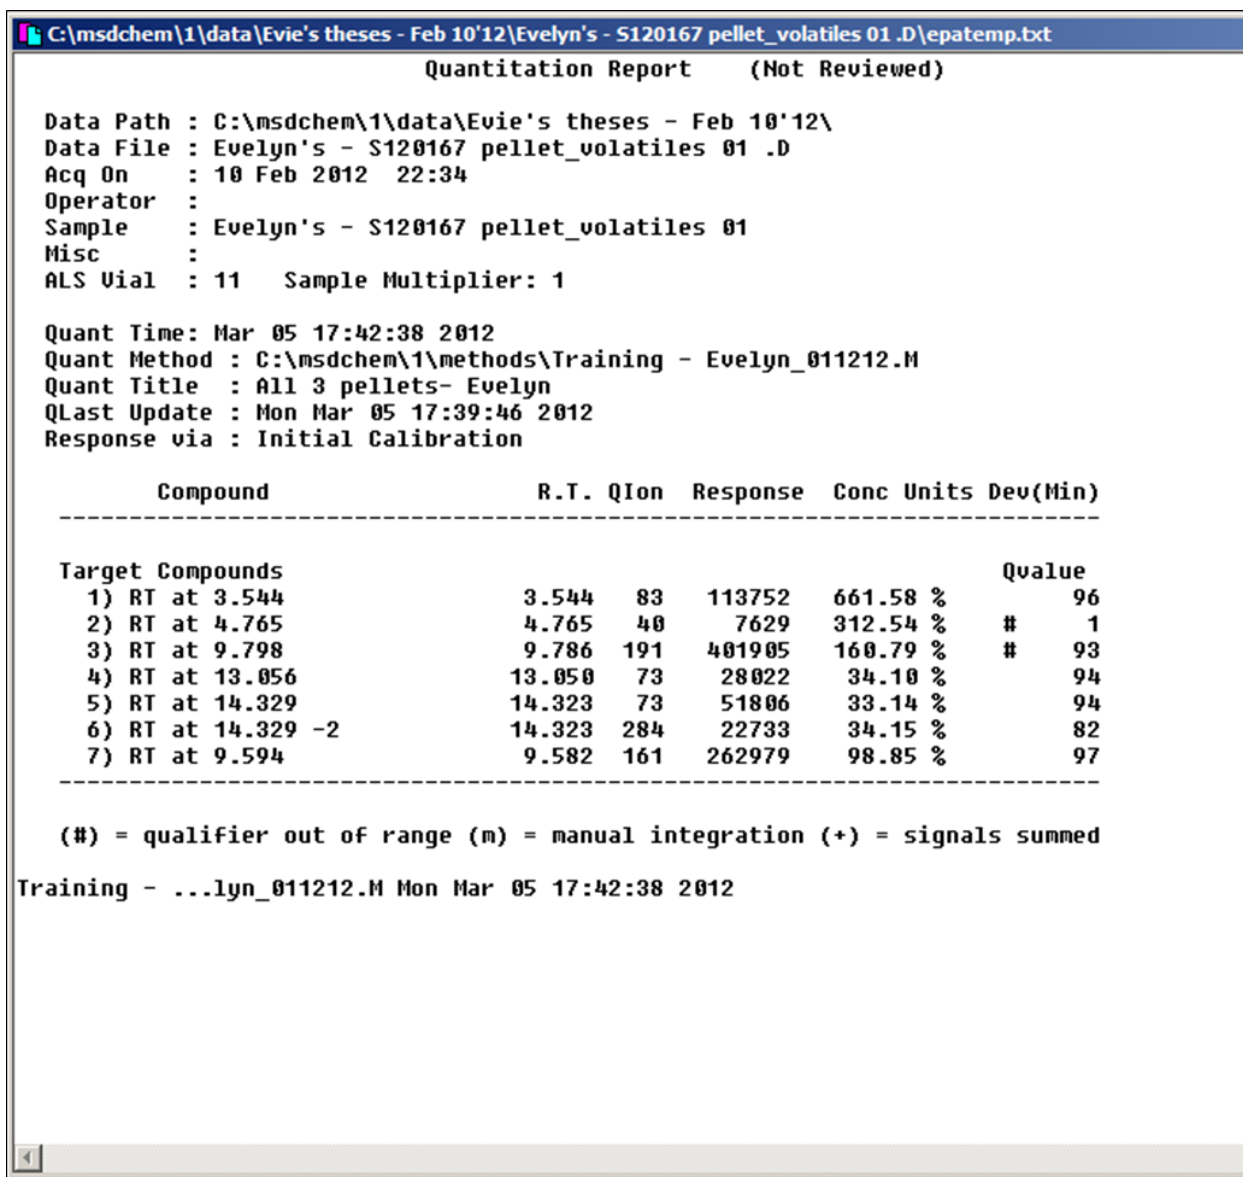 C:\msdchem\1\data\Evie's theses - Feb 10'12\Evelyn's - S120167 pellet_volatiles 01 .D\epatemp.txt
Quantitation Report    (Not Reviewed)
Data Path : C:\msdchem\1\data\Evie's theses - Feb 10'12\
Data File : Evelyn's - S120167 pellet_volatiles 01 .D
Acq On    : 10 Feb 2012  22:34
Operator  :
Sample    : Evelyn's - S120167 pellet_volatiles 01
Misc      :
ALS Vial  : 11   Sample Multiplier: 1
Quant Time: Mar 05 17:42:38 2012
Quant Method : C:\msdchem\1\methods\Training - Evelyn_011212.M
Quant Title  : All 3 pellets- Evelyn
QLast Update : Mon Mar 05 17:39:46 2012
Response via : Initial Calibration
Compound                   R.T. QIon  Response  Conc Units Dev(Min)
--------------------------------------------------------------------------
Target Compounds                                                   Qvalue
1) RT at 3.544                 3.544   83   113752   661.58 %         96
2) RT at 4.765                 4.765   40     7629   312.54 %    #     1
3) RT at 9.798                 9.786  191   401905   160.79 %    #    93
4) RT at 13.056               13.050   73    28022    34.10 %         94
5) RT at 14.329               14.323   73    51806    33.14 %         94
6) RT at 14.329 -2            14.323  284    22733    34.15 %         82
7) RT at 9.594                 9.582  161   262979    98.85 %         97
--------------------------------------------------------------------------
(#) = qualifier out of range (m) = manual integration (+) = signals summed
Training - ...lyn_011212.M Mon Mar 05 17:42:38 2012